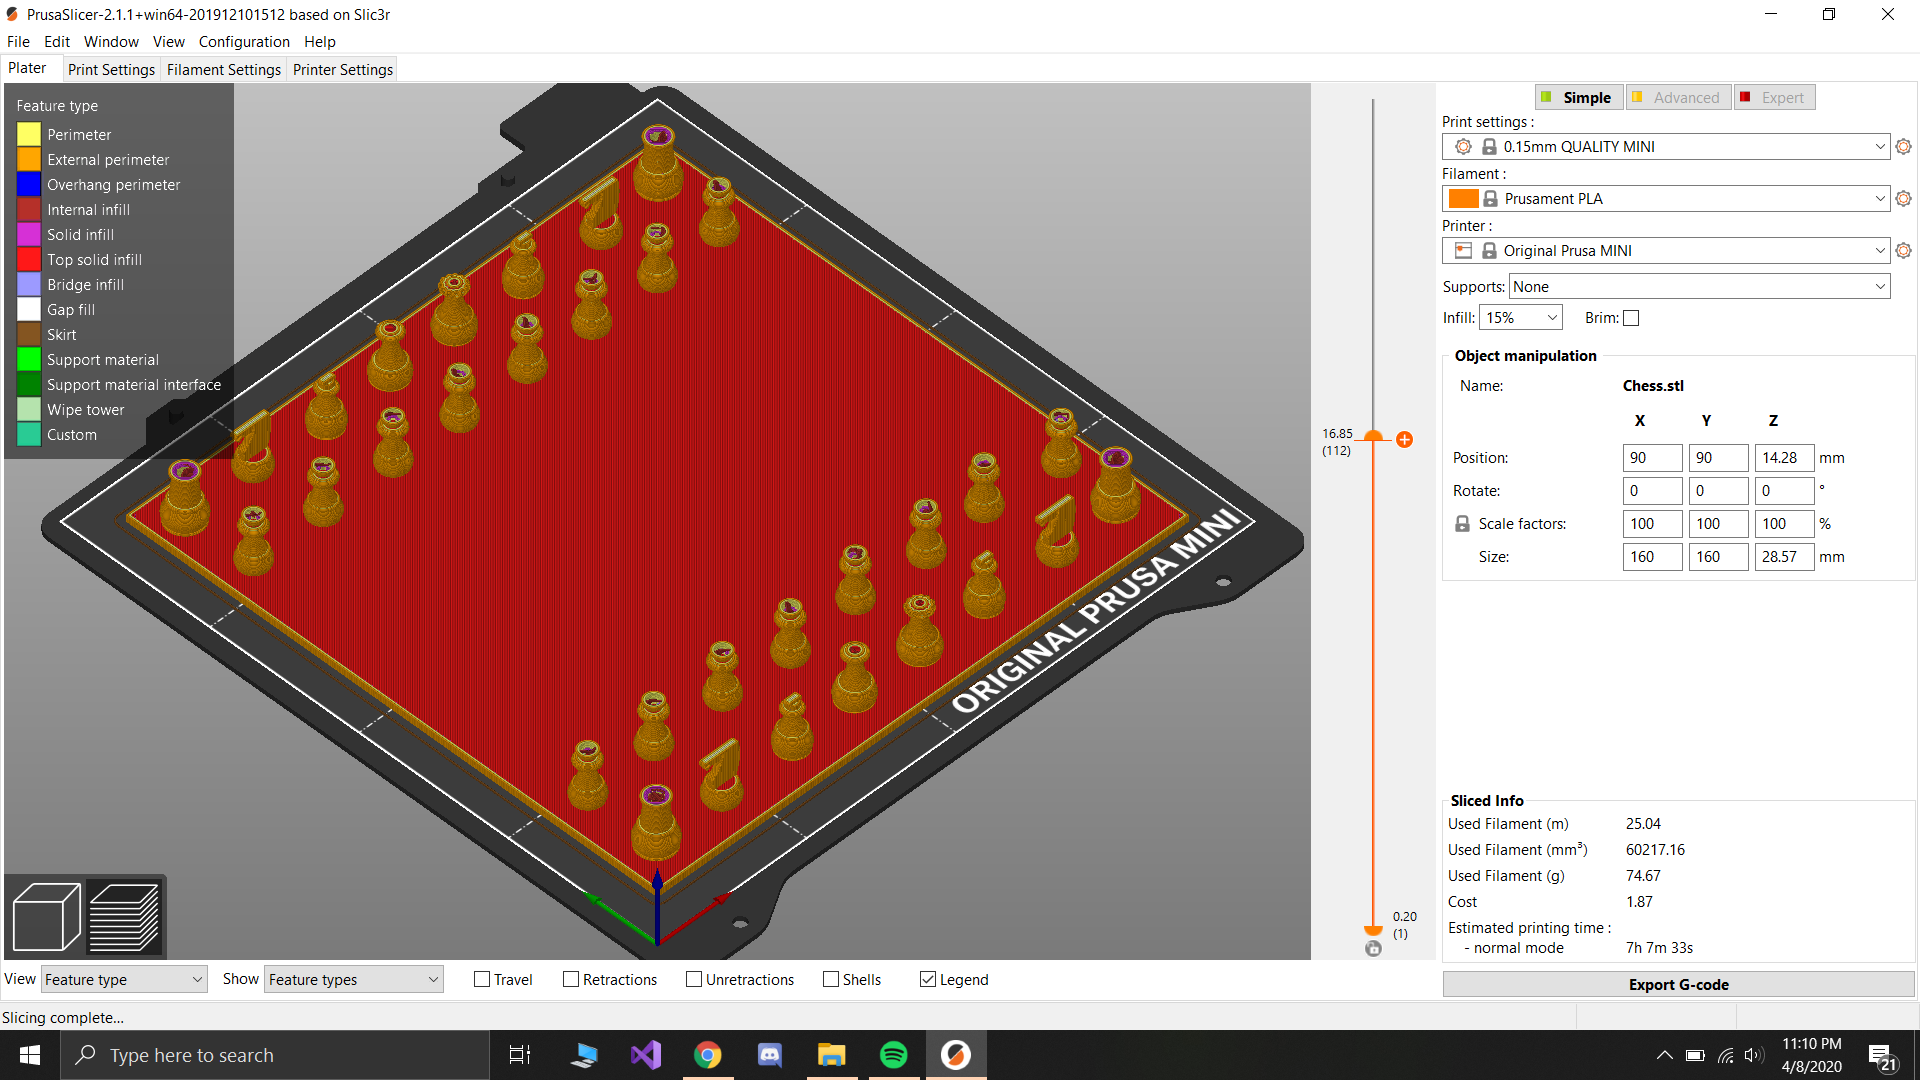 PrusaSlicer-2.1.1+win64-201912101512 based on Slic3r
File Edit Window View Configuration Help
Plater Print Settings Filament Settings Printer Settings
Feature type
Perimeter
External perimeter
Overhang perimeter
Internal infill
Solid infill
Top solid infill
Bridge infill
Gap fill
Skirt
Support material
Support material interface
Wipe tower
Custom
ORIGINAL PRUSA MINI
16.85
(112)
0.20
(1)
Simple Advanced Expert
Print settings :
0.15mm QUALITY MINI
Filament :
Prusament PLA
Printer :
Original Prusa MINI
Supports: None
Infill: 15% Brim:
Object manipulation
Name: Chess.stl
X Y Z
Position: 90 90 14.28 mm
Rotate: 0 0 0 °
Scale factors: 100 100 100 %
Size: 160 160 28.57 mm
Sliced Info
Used Filament (m) 25.04
Used Filament (mm³) 60217.16
Used Filament (g) 74.67
Cost 1.87
Estimated printing time :
- normal mode 7h 7m 33s
Export G-code
View Feature type Show Feature types Travel Retractions Unretractions Shells Legend
Slicing complete...
Type here to search
11:10 PM
4/8/2020
21